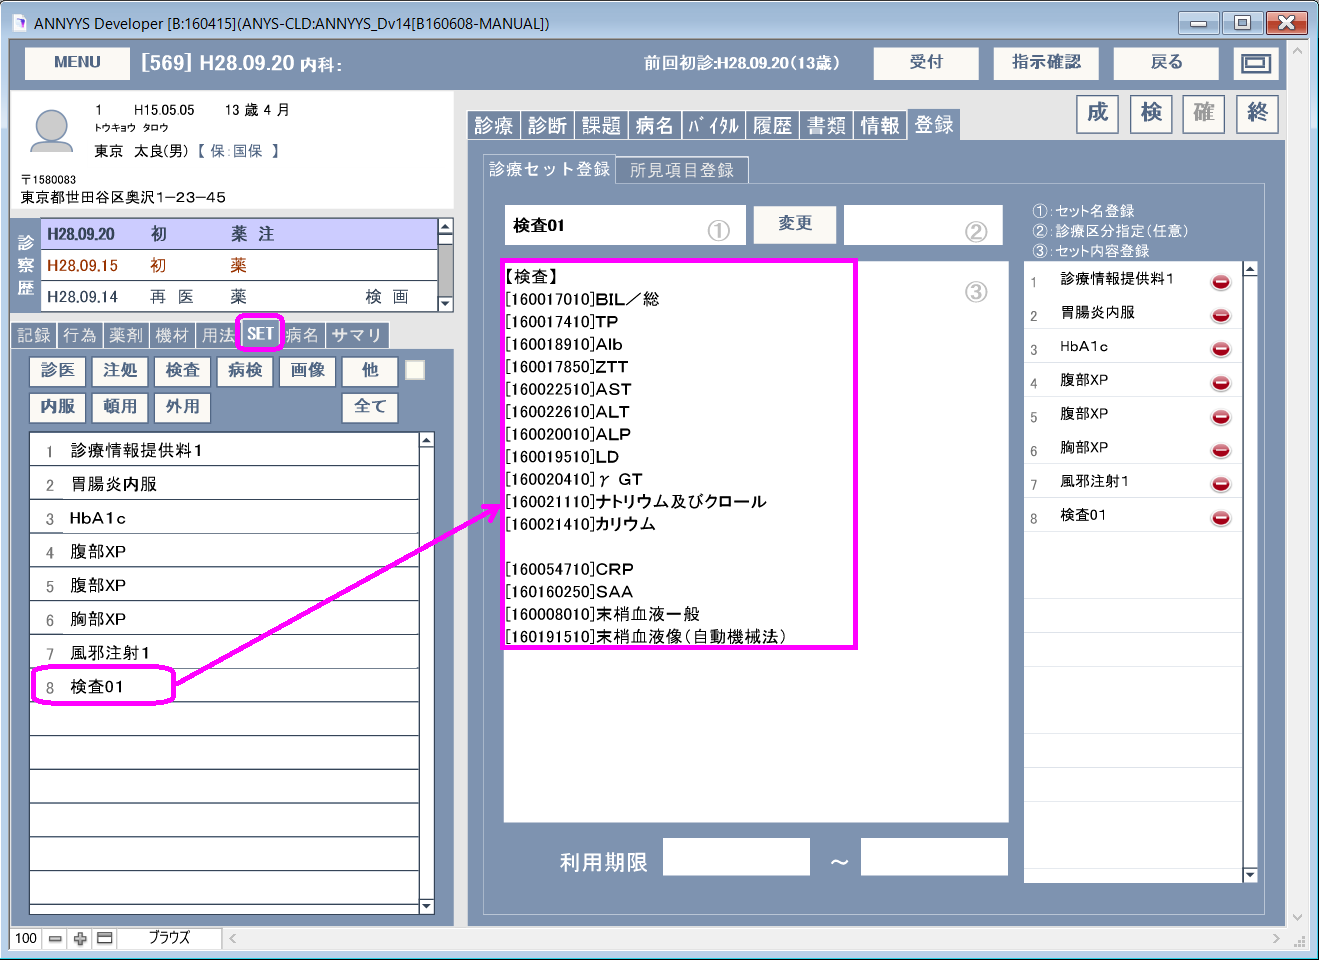 ANNYYS Developer [B:160415](ANYS-CLD:ANNYYS_Dv14[B160608-MANUAL])
MENU [569] H28.09.20 内科: 前回初診:H28.09.20(13歳) 受付 指示確認 戻る
1 H15.05.05 13 歳 4 月
トウキョウ タロウ
東京 太良(男) 【 保:国保 】
〒1580083
東京都世田谷区奥沢1-23-45
成 検 確 終
診療 診断 課題 病名 バイタル 履歴 書類 情報 登録
診察歴
H28.09.20 初 薬 注
H28.09.15 初 薬
H28.09.14 再 医 薬 検 画
記録 行為 薬剤 機材 用法 SET 病名 サマリ
診医 注処 検査 病検 画像 他
内服 頓用 外用 全て
1 診療情報提供料1
2 胃腸炎内服
3 HbA1c
4 腹部XP
5 腹部XP
6 胸部XP
7 風邪注射1
8 検査01
診療セット登録 所見項目登録
検査01 ① 変更 ②
①:セット名登録
②:診療区分指定(任意)
③:セット内容登録
③
【検査】
[160017010]BIL/総
[160017410]TP
[160018910]Alb
[160017850]ZTT
[160022510]AST
[160022610]ALT
[160020010]ALP
[160019510]LD
[160020410]γ GT
[160021110]ナトリウム及びクロール
[160021410]カリウム
[160054710]CRP
[160160250]SAA
[160008010]末梢血液一般
[160191510]末梢血液像(自動機械法)
1 診療情報提供料1
2 胃腸炎内服
3 HbA1c
4 腹部XP
5 腹部XP
6 胸部XP
7 風邪注射1
8 検査01
利用期限 ~
100 ブラウズ